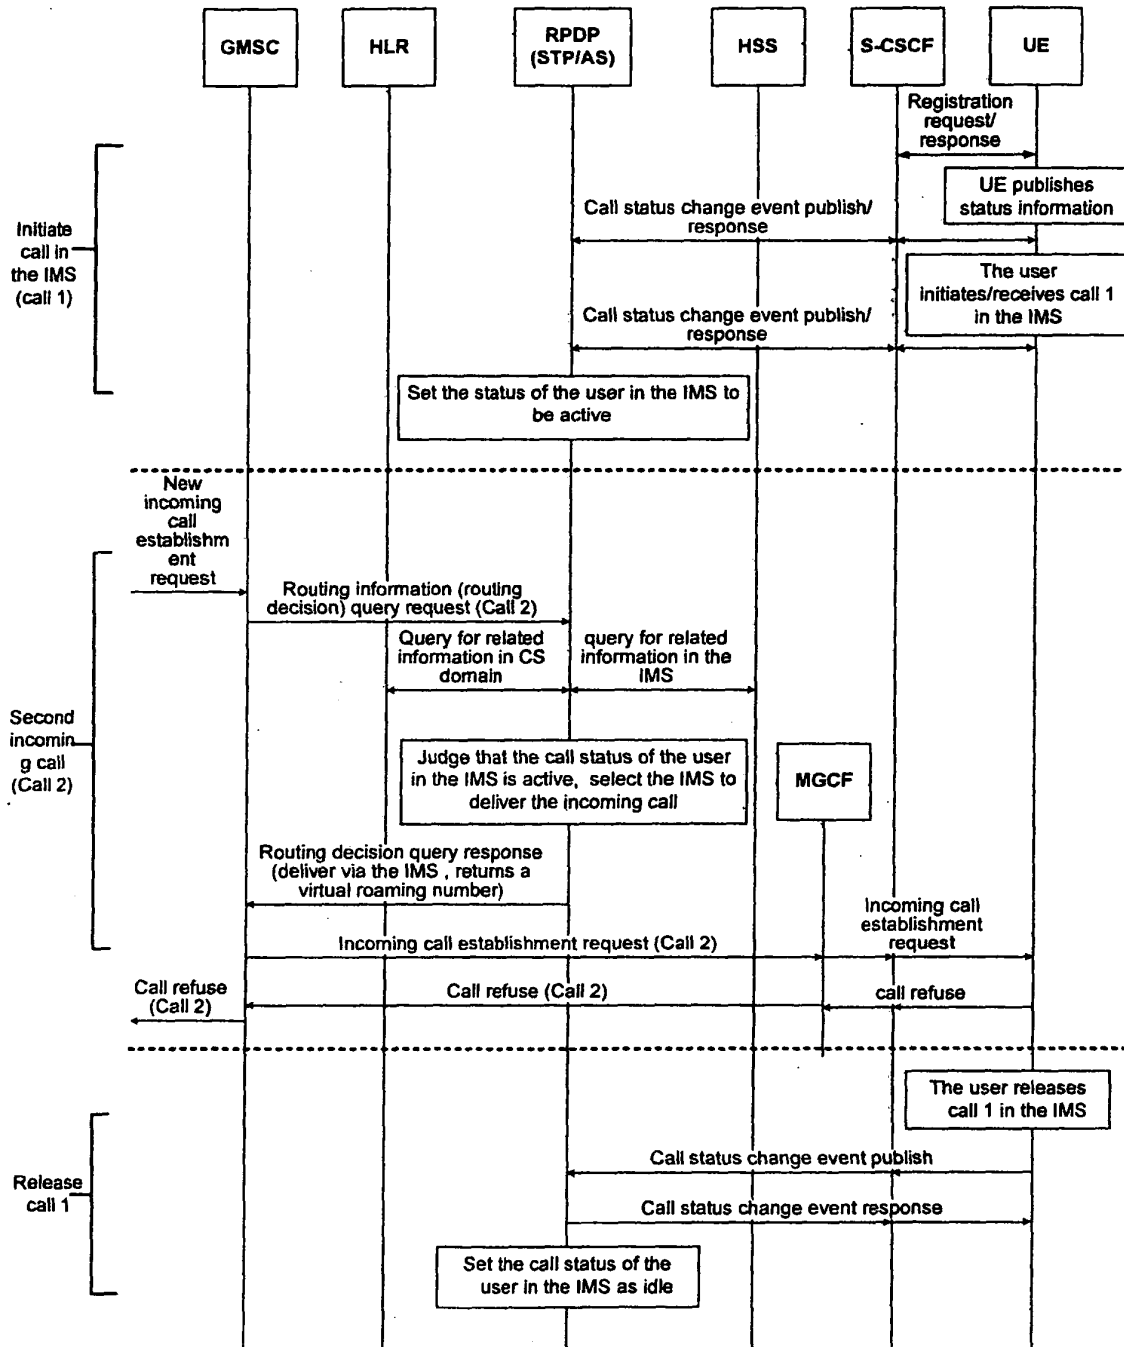 GMSC
HLR
RPDP
(STP/AS)
HSS
S-CSCF
UE
Registration
request/
response
UE publishes
status information
Call status change event publish/
response
Initiate
call in
the IMS
(call 1)
The user
initiates/receives call 1
in the IMS
Call status change event publish/
response
Set the status of the user in the IMS to
be active
New
incoming
call
establishm
ent
request
Routing information (routing
decision) query request (Call 2)
Query for related
information in CS
domain
query for related
information in the
IMS
Second
incomin
g call
(Call 2)
Judge that the call status of the user
in the IMS is active, select the IMS to
deliver the incoming call
MGCF
Routing decision query response
(deliver via the IMS , returns a
virtual roaming number)
Incoming call
establishment
request
Incoming call establishment request (Call 2)
Call refuse
(Call 2)
Call refuse (Call 2)
call refuse
The user releases
call 1 in the IMS
Call status change event publish
Release
call 1
Call status change event response
Set the call status of the
user in the IMS as idle